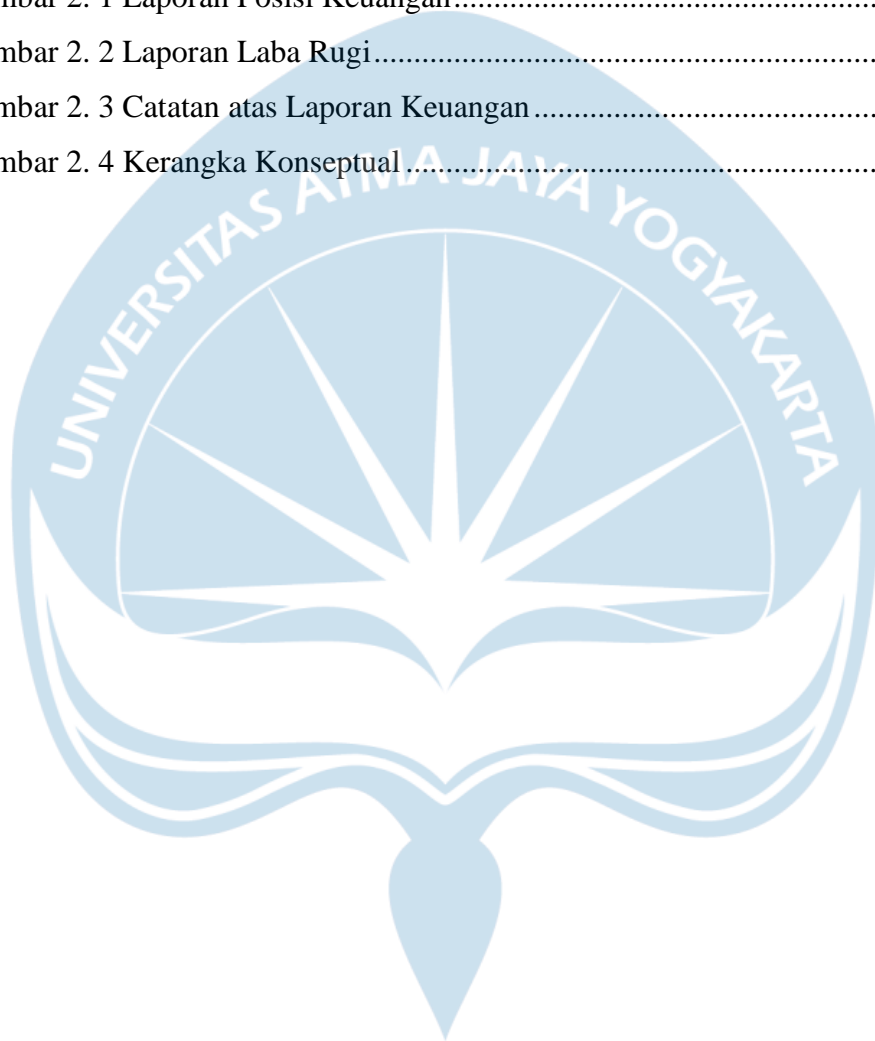 mbar 2. 1 Laporan Posisi Keuangan
mbar 2. 2 Laporan Laba Rugi
mbar 2. 3 Catatan atas Laporan Keuangan
mbar 2. 4 Kerangka Konseptual
UNIVERSITAS ATMA JAYA YOGYAKARTA